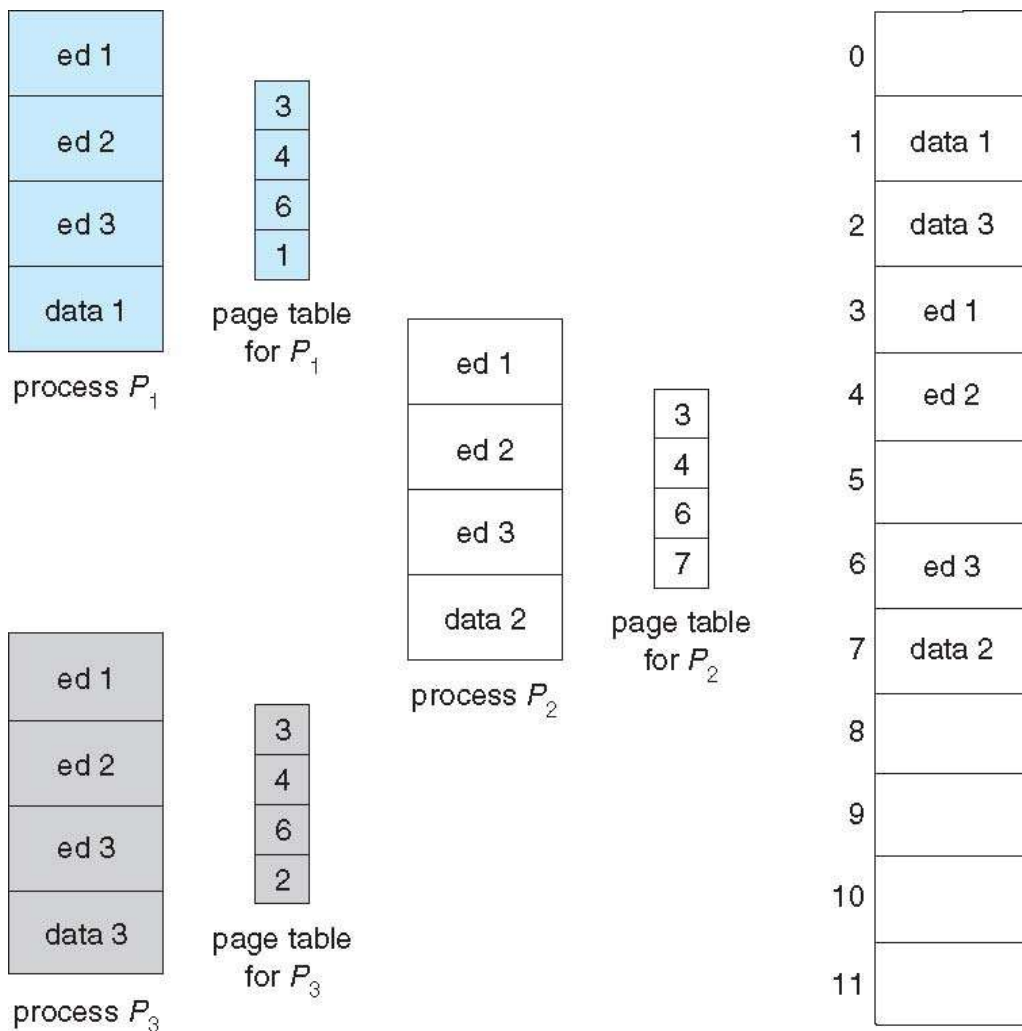 ed 1
ed 2
ed 3
data 1
process P1
3
4
6
1
page table
for P1
ed 1
ed 2
ed 3
data 2
process P2
3
4
6
7
page table
for P2
ed 1
ed 2
ed 3
data 3
process P3
3
4
6
2
page table
for P3
0
1 data 1
2 data 3
3 ed 1
4 ed 2
5
6 ed 3
7 data 2
8
9
10
11